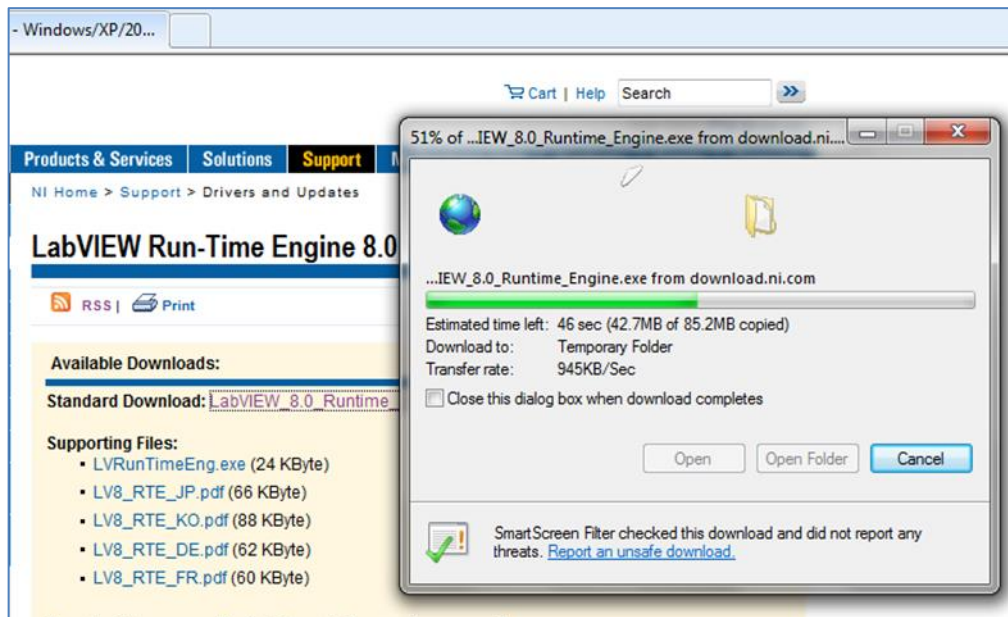 - Windows/XP/20...
Cart | Help Search
Products & Services Solutions Support
NI Home > Support > Drivers and Updates
LabVIEW Run-Time Engine 8.0
RSS | Print
Available Downloads:
Standard Download: LabVIEW_8.0_Runtime_
Supporting Files:
▪ LVRunTimeEng.exe (24 KByte)
▪ LV8_RTE_JP.pdf (66 KByte)
▪ LV8_RTE_KO.pdf (88 KByte)
▪ LV8_RTE_DE.pdf (62 KByte)
▪ LV8_RTE_FR.pdf (60 KByte)
51% of ...IEW_8.0_Runtime_Engine.exe from download.ni....
...IEW_8.0_Runtime_Engine.exe from download.ni.com
Estimated time left: 46 sec (42.7MB of 85.2MB copied)
Download to: Temporary Folder
Transfer rate: 945KB/Sec
Close this dialog box when download completes
Open Open Folder Cancel
SmartScreen Filter checked this download and did not report any
threats. Report an unsafe download.